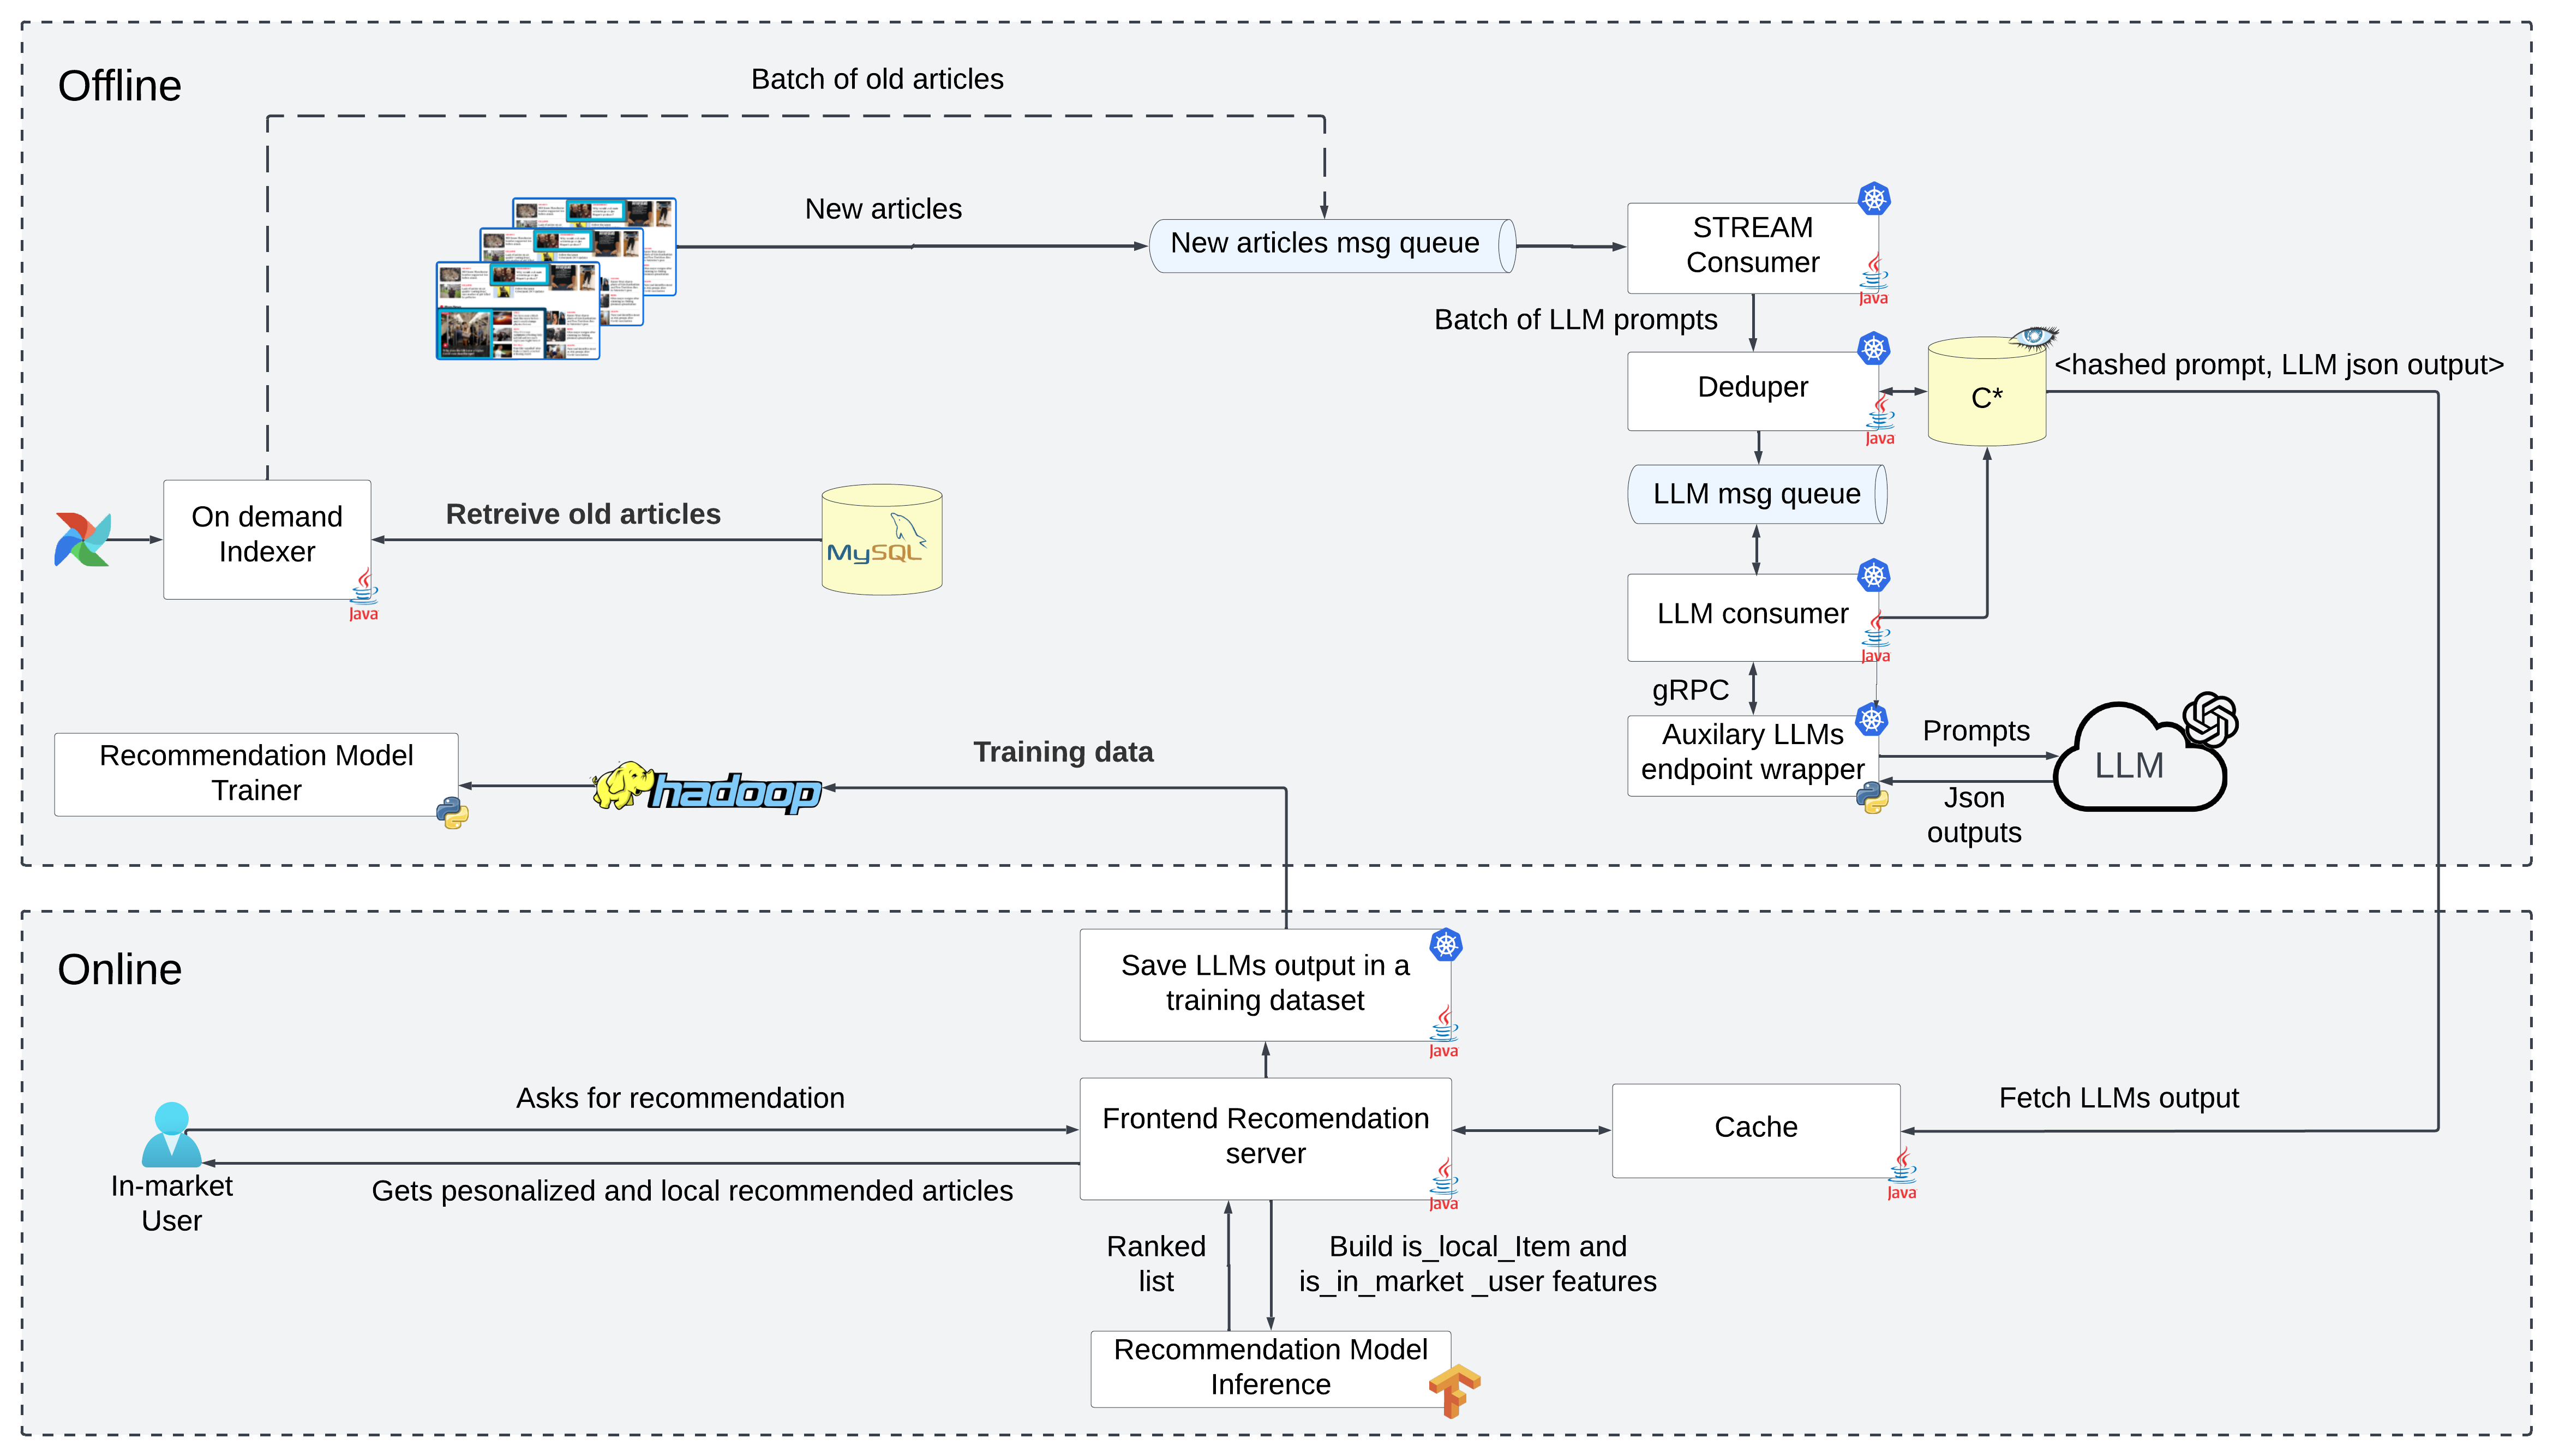 Offline
Batch of old articles
New articles
New articles msg queue
STREAM
Consumer
Java
Batch of LLM prompts
Deduper
Java
C*
<hashed prompt, LLM json output>
LLM msg queue
On demand
Indexer
Java
Retreive old articles
MySQL
LLM consumer
Java
gRPC
Auxilary LLMs
endpoint wrapper
Prompts
Json
outputs
LLM
Recommendation Model
Trainer
hadoop
Training data
Online
Save LLMs output in a
training dataset
Java
Asks for recommendation
Frontend Recomendation
server
Java
Cache
Java
Fetch LLMs output
In-market
User
Gets pesonalized and local recommended articles
Ranked
list
Build is_local_Item and
is_in_market _user features
Recommendation Model
Inference